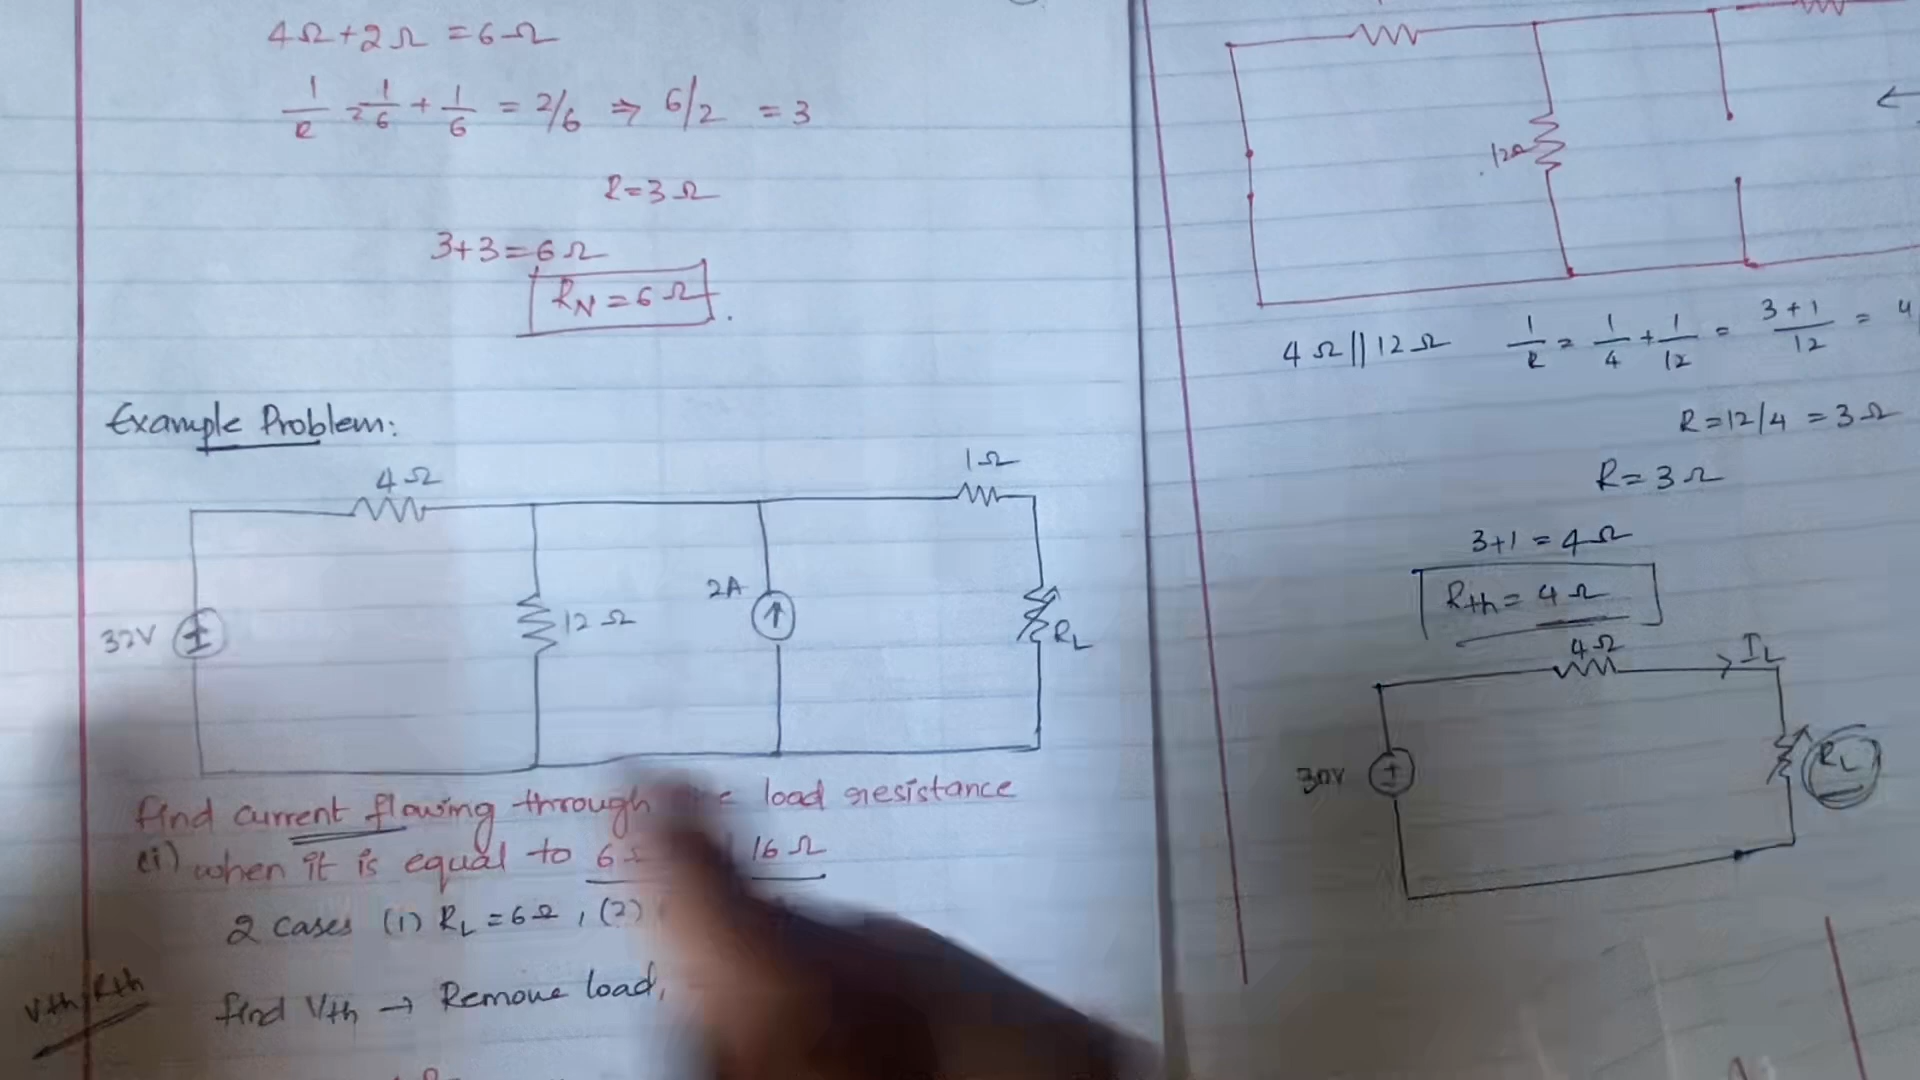 4Ω+2Ω = 6Ω
1/R = 1/6 + 1/6 = 2/6 ⇒ 6/2 = 3
R=3Ω
3+3=6Ω
RN = 6Ω.
Example Problem:
4Ω
1Ω
32V
12Ω
2A
RL
find current flowing through load resistance
(i) when it is equal to 6 16Ω
2 cases (1) RL = 6Ω, (2)
Vth, Rth
find Vth → Remove load,
12Ω
4Ω || 12Ω 1/R = 1/4 + 1/12 = 3+1/12 = 4
R=12/4 = 3Ω
R= 3Ω
3+1 = 4Ω
Rth = 4Ω
4Ω
IL
30V
RL